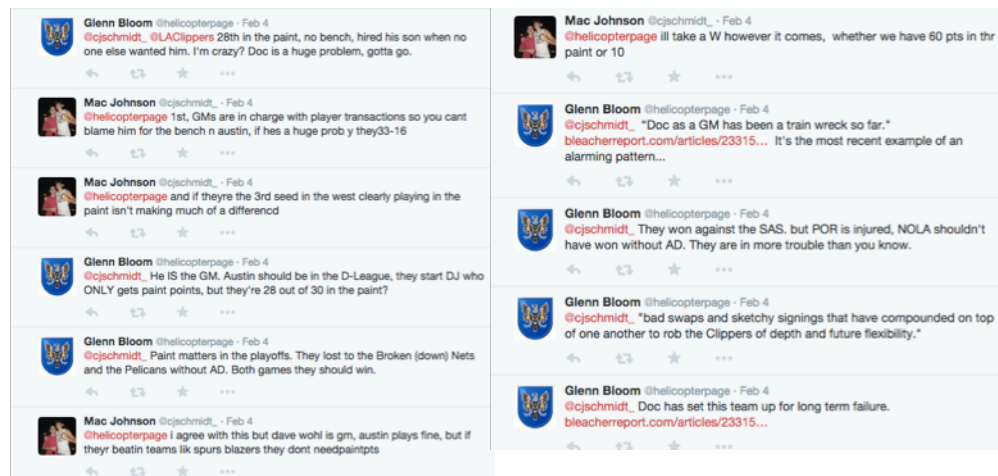 Glenn Bloom @helicopterpage · Feb 4
@cjschmidt_ @LAClippers 28th in the paint, no bench, hired his son when no
one else wanted him. I'm crazy? Doc is a huge problem, gotta go.
Mac Johnson @cjschmidt_ · Feb 4
@helicopterpage 1st, GMs are in charge with player transactions so you cant
blame him for the bench n austin, if hes a huge prob y they33-16
Mac Johnson @cjschmidt_ · Feb 4
@helicopterpage and if theyre the 3rd seed in the west clearly playing in the
paint isn't making much of a differencd
Glenn Bloom @helicopterpage · Feb 4
@cjschmidt_ He IS the GM. Austin should be in the D-League, they start DJ who
ONLY gets paint points, but they're 28 out of 30 in the paint?
Glenn Bloom @helicopterpage · Feb 4
@cjschmidt_ Paint matters in the playoffs. They lost to the Broken (down) Nets
and the Pelicans without AD. Both games they should win.
Mac Johnson @cjschmidt_ · Feb 4
@helicopterpage i agree with this but dave wohl is gm, austin plays fine, but if
theyr beatin teams lik spurs blazers they dont needpaintpts
Mac Johnson @cjschmidt_ · Feb 4
@helicopterpage ill take a W however it comes, whether we have 60 pts in thr
paint or 10
Glenn Bloom @helicopterpage · Feb 4
@cjschmidt_ "Doc as a GM has been a train wreck so far."
bleacherreport.com/articles/23315... It's the most recent example of an
alarming pattern...
Glenn Bloom @helicopterpage · Feb 4
@cjschmidt_ They won against the SAS. but POR is injured, NOLA shouldn't
have won without AD. They are in more trouble than you know.
Glenn Bloom @helicopterpage · Feb 4
@cjschmidt_ "bad swaps and sketchy signings that have compounded on top
of one another to rob the Clippers of depth and future flexibility."
Glenn Bloom @helicopterpage · Feb 4
@cjschmidt_ Doc has set this team up for long term failure.
bleacherreport.com/articles/23315...